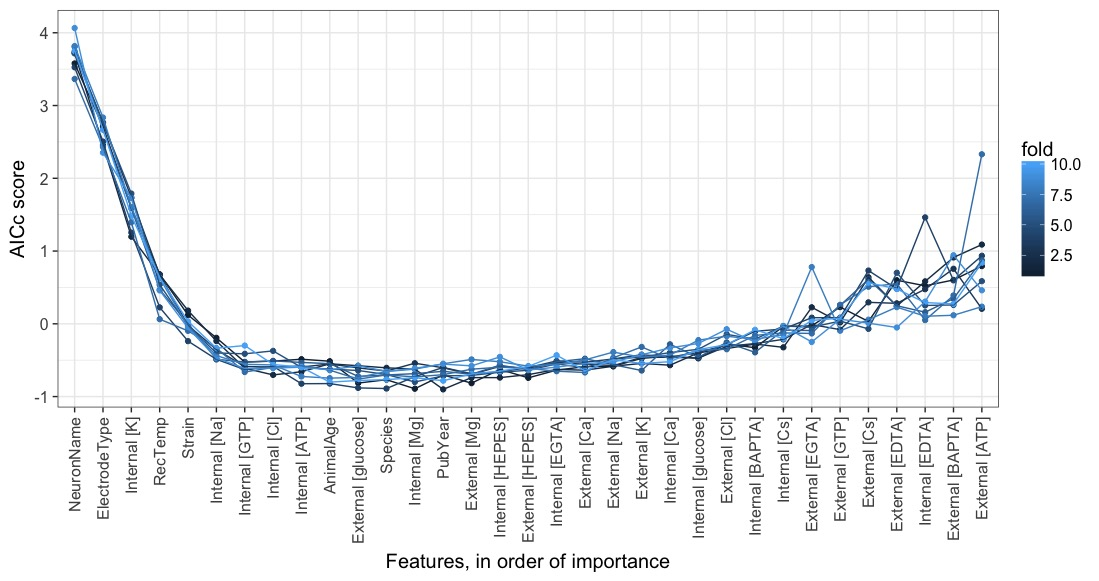 AICc score
4
3
2
1
0
-1
NeuronName
ElectrodeType
Internal [K]
RecTemp
Strain
Internal [Na]
Internal [GTP]
Internal [Cl]
Internal [ATP]
AnimalAge
External [glucose]
Species
Internal [Mg]
PubYear
External [Mg]
Internal [HEPES]
External [HEPES]
Internal [EGTA]
External [Ca]
External [Na]
External [K]
Internal [Ca]
Internal [glucose]
External [Cl]
Internal [BAPTA]
Internal [Cs]
External [EGTA]
External [GTP]
External [Cs]
External [EDTA]
Internal [EDTA]
External [BAPTA]
External [ATP]
Features, in order of importance
fold
10.0
7.5
5.0
2.5